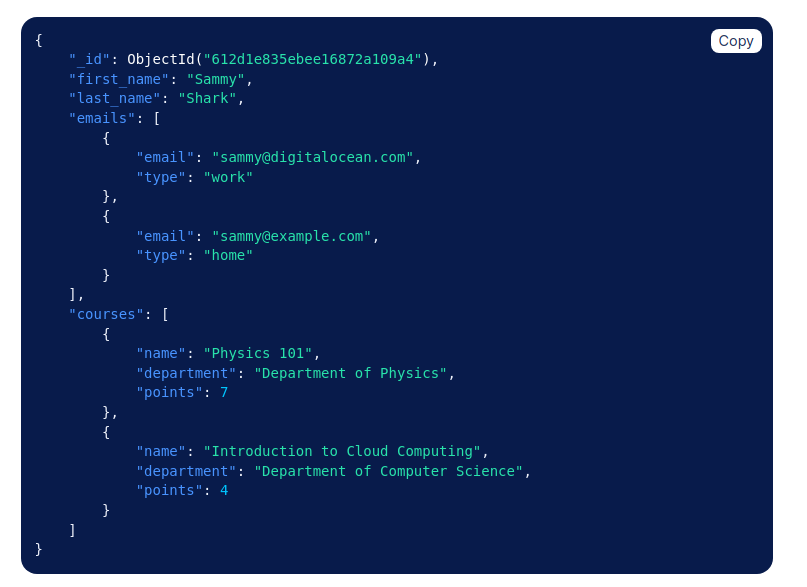 Copy
{
    "_id": ObjectId("612d1e835ebee16872a109a4"),
    "first_name": "Sammy",
    "last_name": "Shark",
    "emails": [
        {
            "email": "sammy@digitalocean.com",
            "type": "work"
        },
        {
            "email": "sammy@example.com",
            "type": "home"
        }
    ],
    "courses": [
        {
            "name": "Physics 101",
            "department": "Department of Physics",
            "points": 7
        },
        {
            "name": "Introduction to Cloud Computing",
            "department": "Department of Computer Science",
            "points": 4
        }
    ]
}